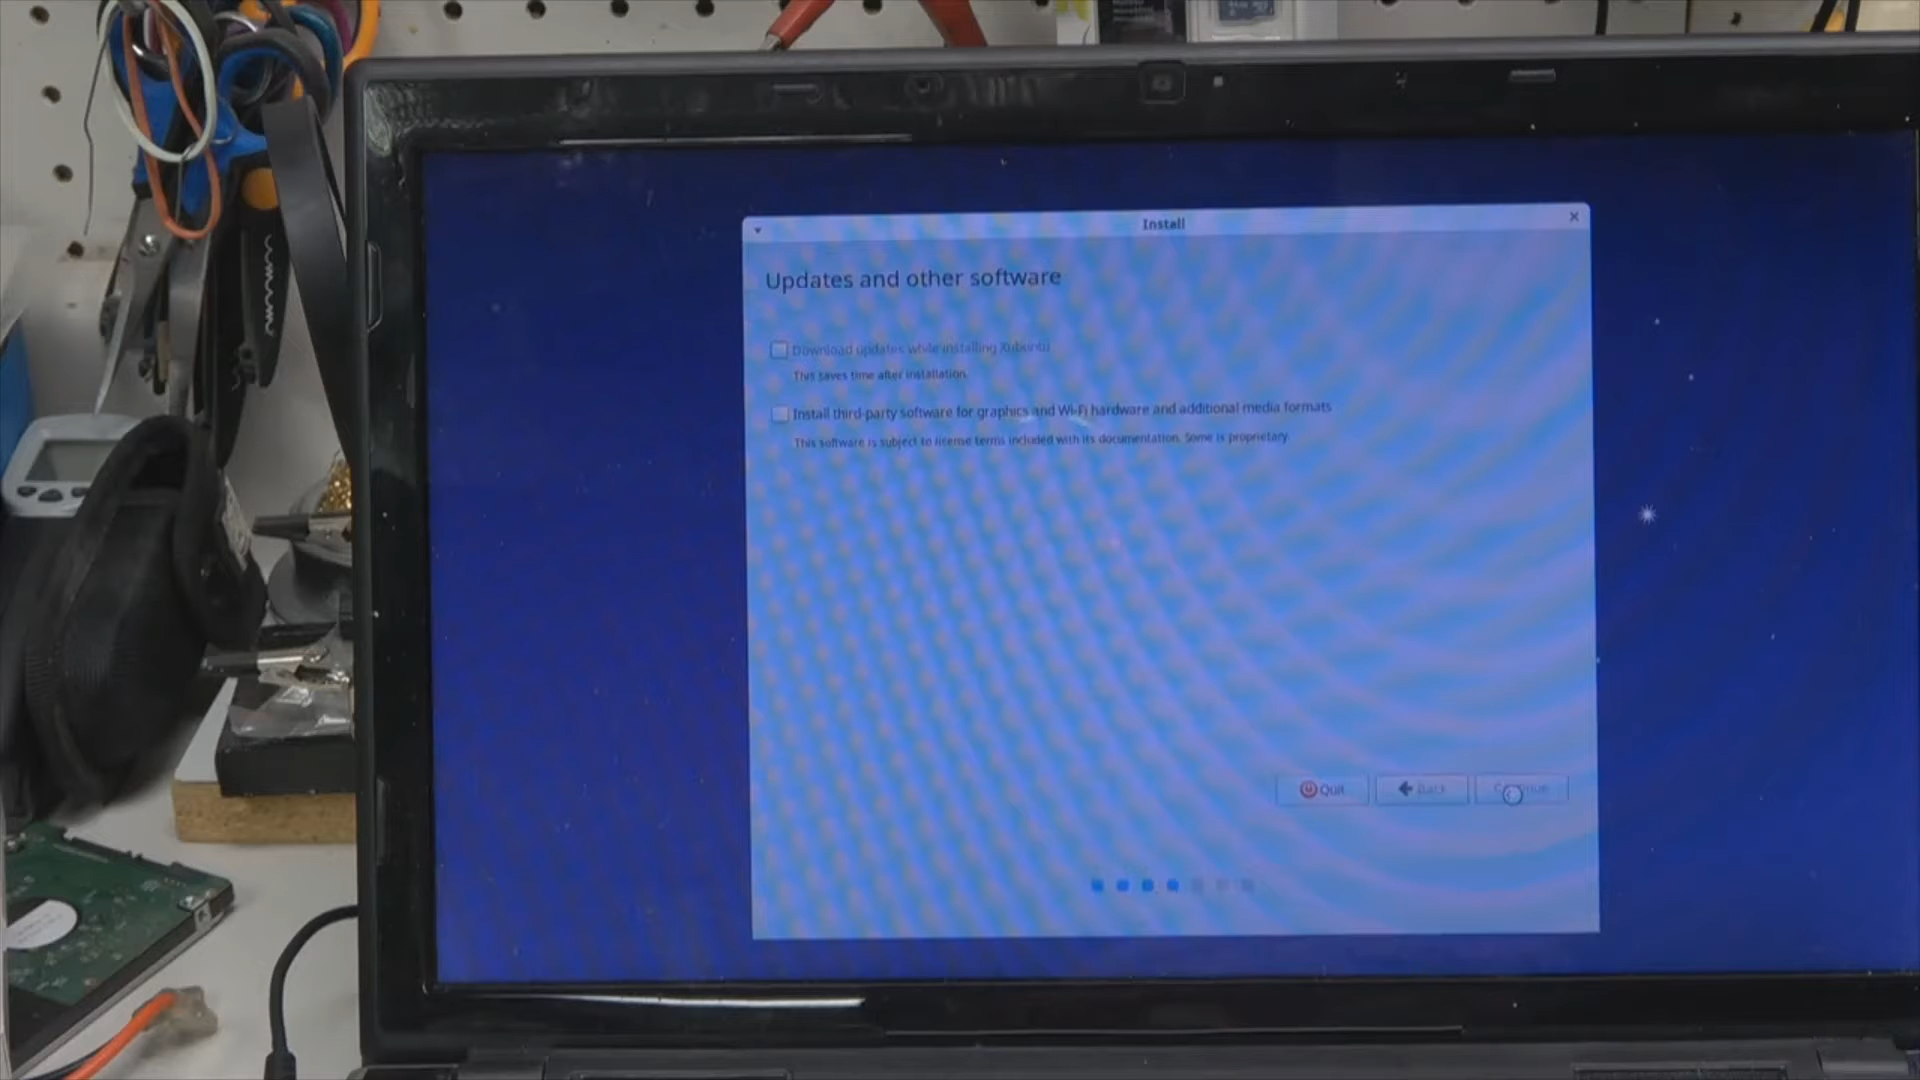 Install
Updates and other software
Download updates while installing Xubuntu
This saves time after installation.
Install third-party software for graphics and Wi-Fi hardware and additional media formats
This software is subject to license terms included with its documentation. Some is proprietary.
Quit Back Continue